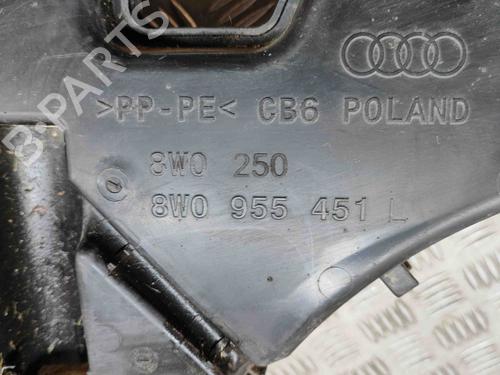 >PP-PE< CB6 POLAND
8W0 250
8W0 955 451 L
B-Parts